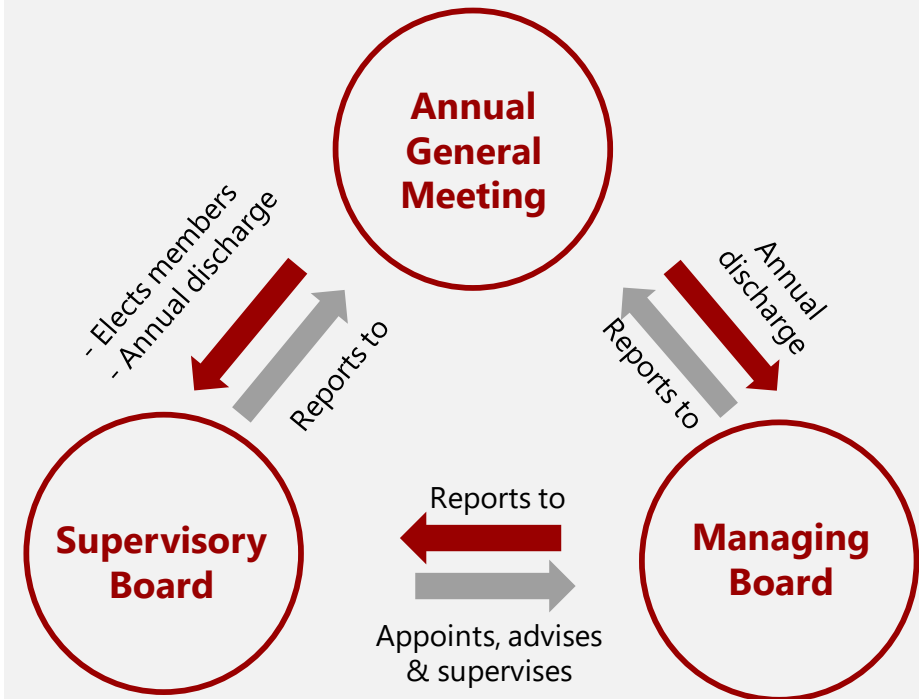 Annual
General
Meeting
- Elects members
- Annual discharge
Reports to
Annual
discharge
Reports to
Supervisory
Board
Reports to
Appoints, advises
& supervises
Managing
Board